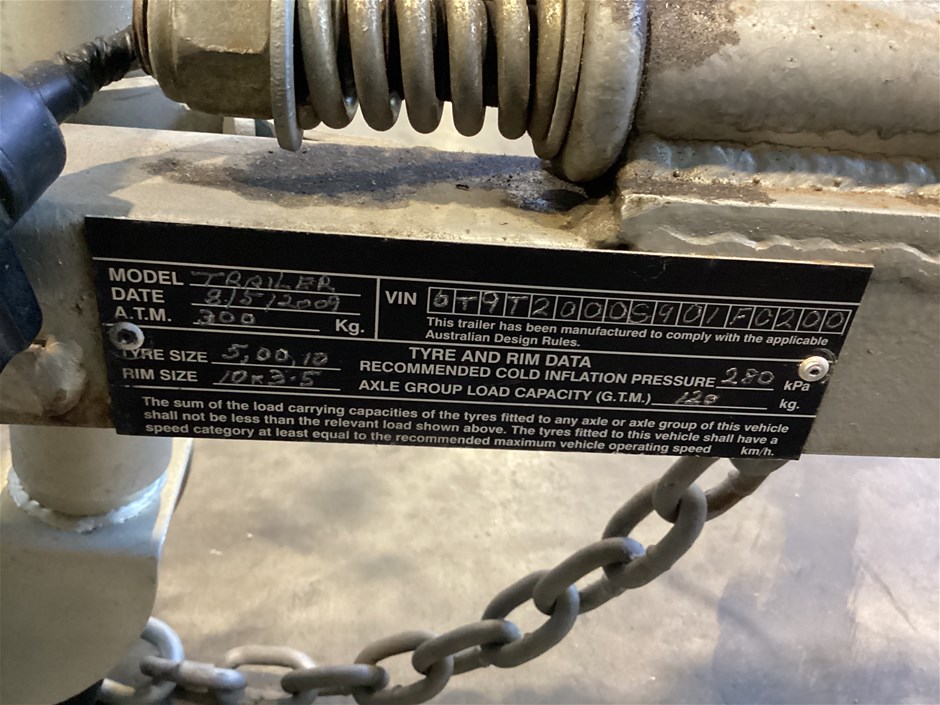 MODEL TRAILER
DATE 8/5/2009
A.T.M. 300 Kg.
VIN 6T9T20000S901F0200
This trailer has been manufactured to comply with the applicable
Australian Design Rules.
TYRE SIZE 5,00,10
RIM SIZE 10x3.5
TYRE AND RIM DATA
RECOMMENDED COLD INFLATION PRESSURE 280 kPa
AXLE GROUP LOAD CAPACITY (G.T.M.) 120 kg.
The sum of the load carrying capacities of the tyres fitted to any axle or axle group of this vehicle
shall not be less than the relevant load shown above. The tyres fitted to this vehicle shall have a
speed category at least equal to the recommended maximum vehicle operating speed km/h.